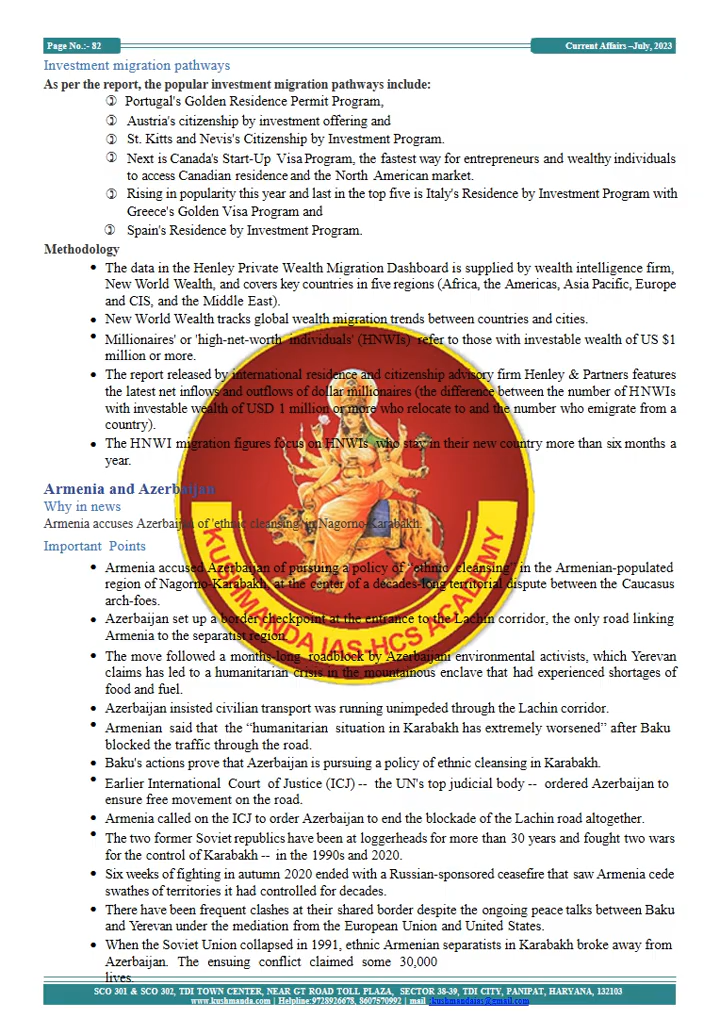 Page No.:- 82
Current Affairs –July, 2023
Investment migration pathways
As per the report, the popular investment migration pathways include:
Portugal's Golden Residence Permit Program,
Austria's citizenship by investment offering and
St. Kitts and Nevis's Citizenship by Investment Program.
Next is Canada's Start-Up Visa Program, the fastest way for entrepreneurs and wealthy individuals
to access Canadian residence and the North American market.
Rising in popularity this year and last in the top five is Italy's Residence by Investment Program with
Greece's Golden Visa Program and
Spain's Residence by Investment Program.
Methodology
• The data in the Henley Private Wealth Migration Dashboard is supplied by wealth intelligence firm,
New World Wealth, and covers key countries in five regions (Africa, the Americas, Asia Pacific, Europe
and CIS, and the Middle East).
• New World Wealth tracks global wealth migration trends between countries and cities.
• Millionaires' or 'high-net-worth individuals' (HNWIs) refer to those with investable wealth of US $1
million or more.
• The report released by international residence and citizenship advisory firm Henley & Partners features
the latest net inflows and outflows of dollar millionaires (the difference between the number of HNWIs
with investable wealth of USD 1 million or more who relocate to and the number who emigrate from a
country).
• The HNWI migration figures focus on HNWIs who stay in their new country more than six months a
year.
Armenia and Azerbaijan
Why in news
Armenia accuses Azerbaijan of 'ethnic cleansing' in Nagorno-Karabakh.
Important Points
• Armenia accused Azerbaijan of pursuing a policy of "ethnic cleansing" in the Armenian-populated
region of Nagorno-Karabakh, at the center of a decades-long territorial dispute between the Caucasus
arch-foes.
• Azerbaijan set up a border checkpoint at the entrance to the Lachin corridor, the only road linking
Armenia to the separatist region.
• The move followed a months-long roadblock by Azerbaijani environmental activists, which Yerevan
claims has led to a humanitarian crisis in the mountainous enclave that had experienced shortages of
food and fuel.
• Azerbaijan insisted civilian transport was running unimpeded through the Lachin corridor.
• Armenian said that the “humanitarian situation in Karabakh has extremely worsened” after Baku
blocked the traffic through the road.
• Baku's actions prove that Azerbaijan is pursuing a policy of ethnic cleansing in Karabakh.
• Earlier International Court of Justice (ICJ) -- the UN's top judicial body -- ordered Azerbaijan to
ensure free movement on the road.
• Armenia called on the ICJ to order Azerbaijan to end the blockade of the Lachin road altogether.
• The two former Soviet republics have been at loggerheads for more than 30 years and fought two wars
for the control of Karabakh -- in the 1990s and 2020.
• Six weeks of fighting in autumn 2020 ended with a Russian-sponsored ceasefire that saw Armenia cede
swathes of territories it had controlled for decades.
• There have been frequent clashes at their shared border despite the ongoing peace talks between Baku
and Yerevan under the mediation from the European Union and United States.
• When the Soviet Union collapsed in 1991, ethnic Armenian separatists in Karabakh broke away from
Azerbaijan. The ensuing conflict claimed some 30,000
lives.
KUSHMANDA IAS-HCS ACADEMY
SCO 301 & SCO 302, TDI TOWN CENTER, NEAR GT ROAD TOLL PLAZA, SECTOR 38-39, TDI CITY, PANIPAT, HARYANA, 132103
www.kushmanda.com | Helpline:9728926678, 8607570992 | mail :kushmandaias@gmail.com